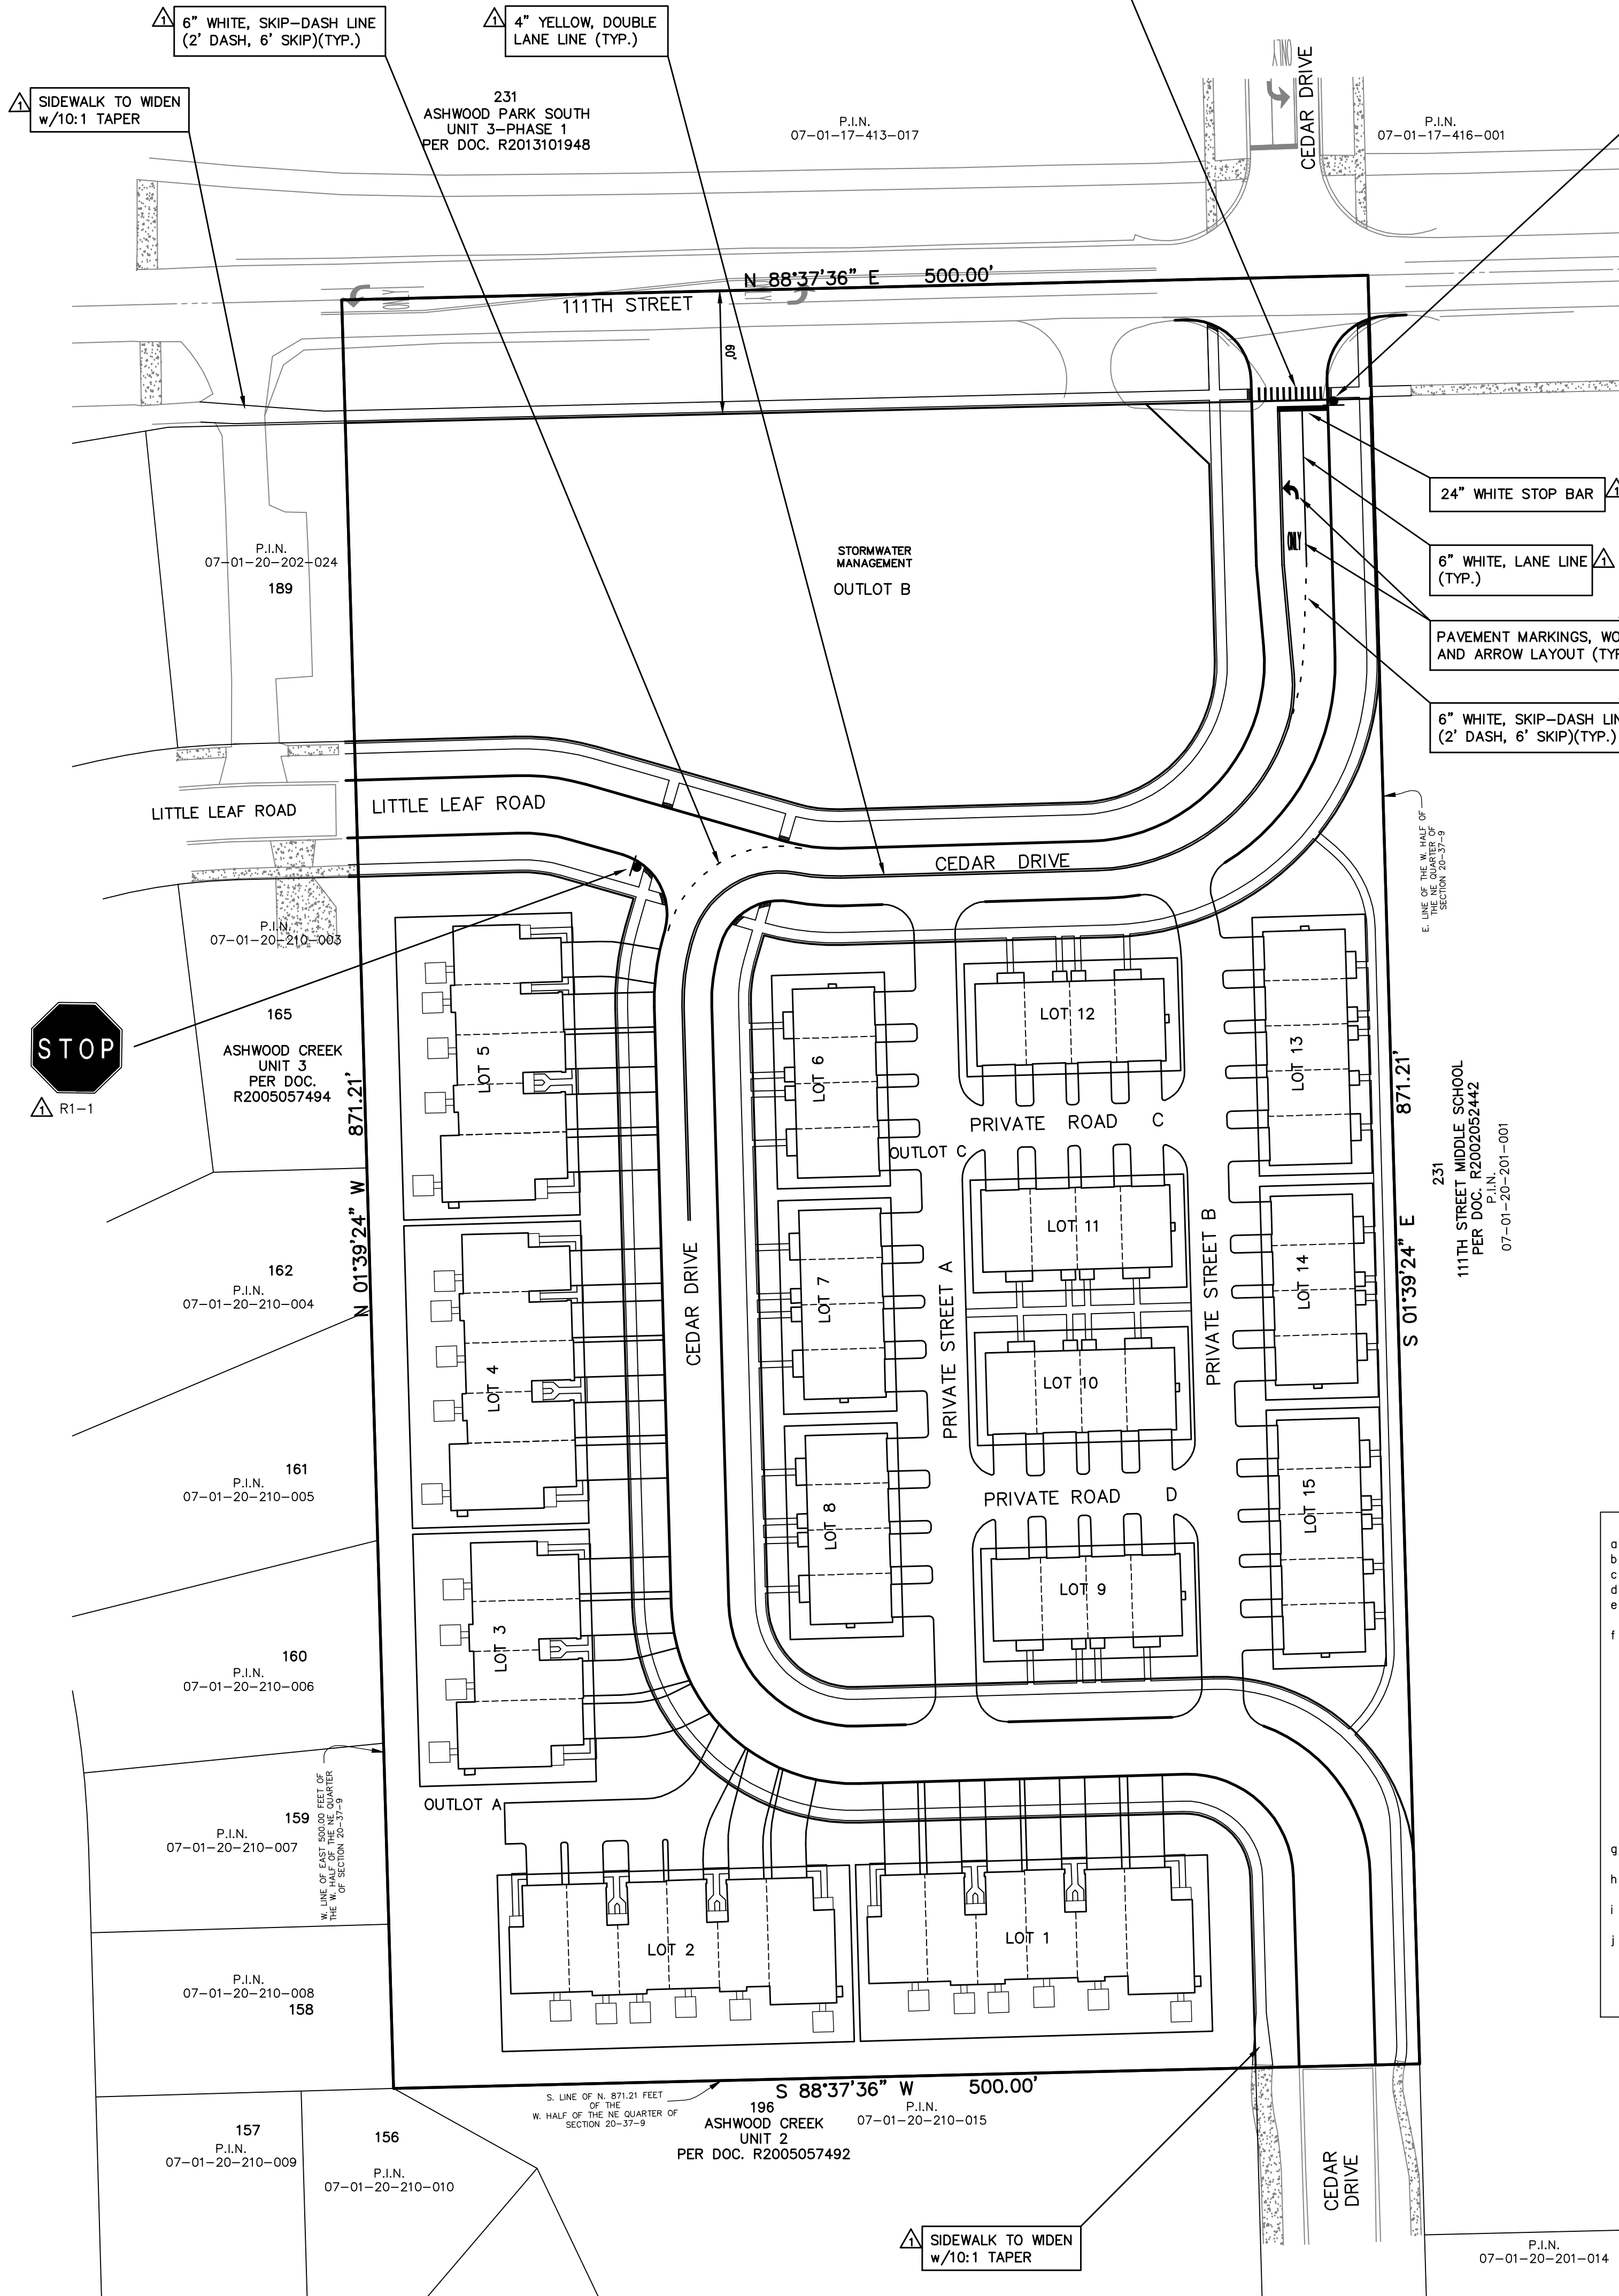 6" WHITE, SKIP-DASH LINE
(2' DASH, 6' SKIP)(TYP.)
1
4" YELLOW, DOUBLE
LANE LINE (TYP.)
1
SIDEWALK TO WIDEN
w/10:1 TAPER
1
231
ASHWOOD PARK SOUTH
UNIT 3-PHASE 1
PER DOC. R2013101948
P.I.N.
07-01-17-413-017
ONLY
CEDAR DRIVE
P.I.N.
07-01-17-416-001
N 88°37'36" E 500.00'
111TH STREET
60'
24" WHITE STOP BAR
1
ONLY
6" WHITE, LANE LINE
(TYP.)
1
P.I.N.
07-01-20-202-024
189
STORMWATER
MANAGEMENT
OUTLOT B
PAVEMENT MARKINGS,
AND ARROW LAYOUT
6" WHITE, SKIP-DASH
(2' DASH, 6' SKIP)(TYP.)
LITTLE LEAF ROAD
LITTLE LEAF ROAD
CEDAR DRIVE
E. LINE OF THE W. HALF OF
THE NE QUARTER OF
SECTION 20-37-9
P.I.N.
07-01-20-210-003
165
ASHWOOD CREEK
UNIT 3
PER DOC.
R2005057494
STOP
1
R1-1
N 01°39'24" W 871.21'
LOT 5
LOT 6
LOT 12
LOT 13
PRIVATE ROAD C
OUTLOT C
S 01°39'24" E 871.21'
231
111TH STREET MIDDLE SCHOOL
PER DOC. R2002052442
P.I.N.
07-01-20-201-001
162
P.I.N.
07-01-20-210-004
LOT 4
CEDAR DRIVE
LOT 7
PRIVATE STREET A
LOT 11
PRIVATE STREET B
LOT 14
LOT 10
161
P.I.N.
07-01-20-210-005
LOT 8
PRIVATE ROAD D
LOT 15
LOT 9
LOT 3
160
P.I.N.
07-01-20-210-006
a
b
c
d
e
f
g
h
i
j
OUTLOT A
159
P.I.N.
07-01-20-210-007
W. LINE OF EAST 500.00 FEET OF
THE W. HALF OF THE NE QUARTER
OF SECTION 20-37-9
LOT 2
LOT 1
P.I.N.
07-01-20-210-008
158
S. LINE OF N. 871.21 FEET
OF THE
W. HALF OF THE NE QUARTER OF
SECTION 20-37-9
S 88°37'36" W 500.00'
196
ASHWOOD CREEK
UNIT 2
PER DOC. R2005057492
P.I.N.
07-01-20-210-015
157
P.I.N.
07-01-20-210-009
156
P.I.N.
07-01-20-210-010
CEDAR
DRIVE
1
SIDEWALK TO WIDEN
w/10:1 TAPER
P.I.N.
07-01-20-201-014